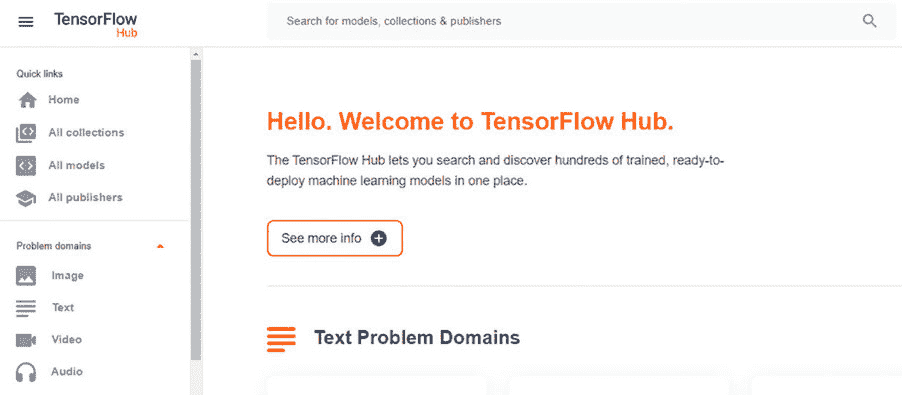 TensorFlow
Hub
Search for models, collections & publishers
Quick links
Home
All collections
All models
All publishers
Problem domains
Image
Text
Video
Audio
Hello. Welcome to TensorFlow Hub.
The TensorFlow Hub lets you search and discover hundreds of trained, ready-to-
deploy machine learning models in one place.
See more info
Text Problem Domains